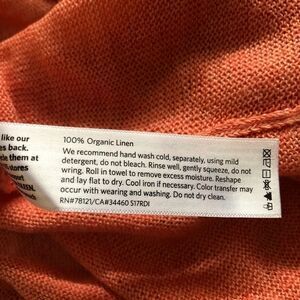 like our
es back.
le them at
stores
100% Organic Linen
We recommend hand wash cold, separately, using mild
detergent, do not bleach. Rinse well, gently squeeze, do not
wring. Roll in towel to remove excess moisture. Reshape
and lay flat to dry. Cool iron if necessary. Color transfer may
occur with wearing and washing. Do not dry clean.
RN#78121/CA#34460 S17RDI